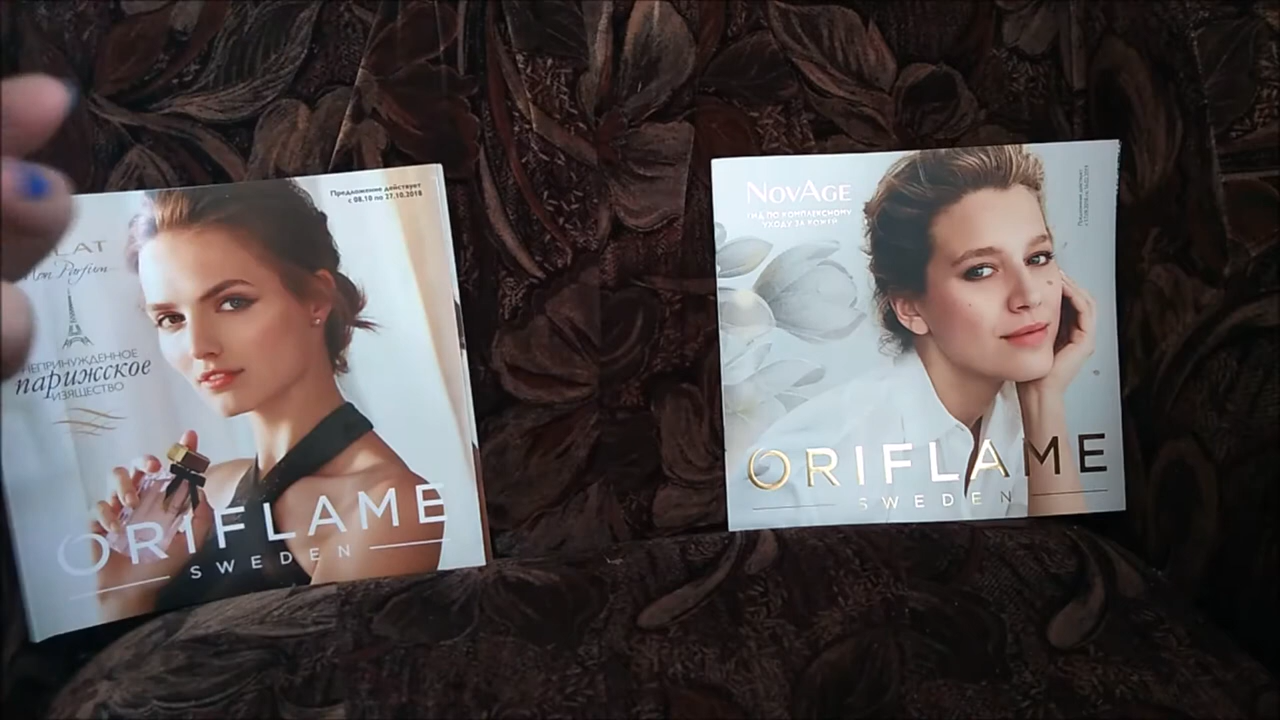 Предложение действует
с 08.10 по 27.10.2018
LAT
Mon Parfum
НЕПРИНУЖДЕННОЕ
парижское
ИЗЯЩЕСТВО
ORIFLAME
SWEDEN
NOVAGE
ГИД ПО КОМПЛЕКСНОМУ
УХОДУ ЗА КОЖЕЙ
ORIFLAME
SWEDEN